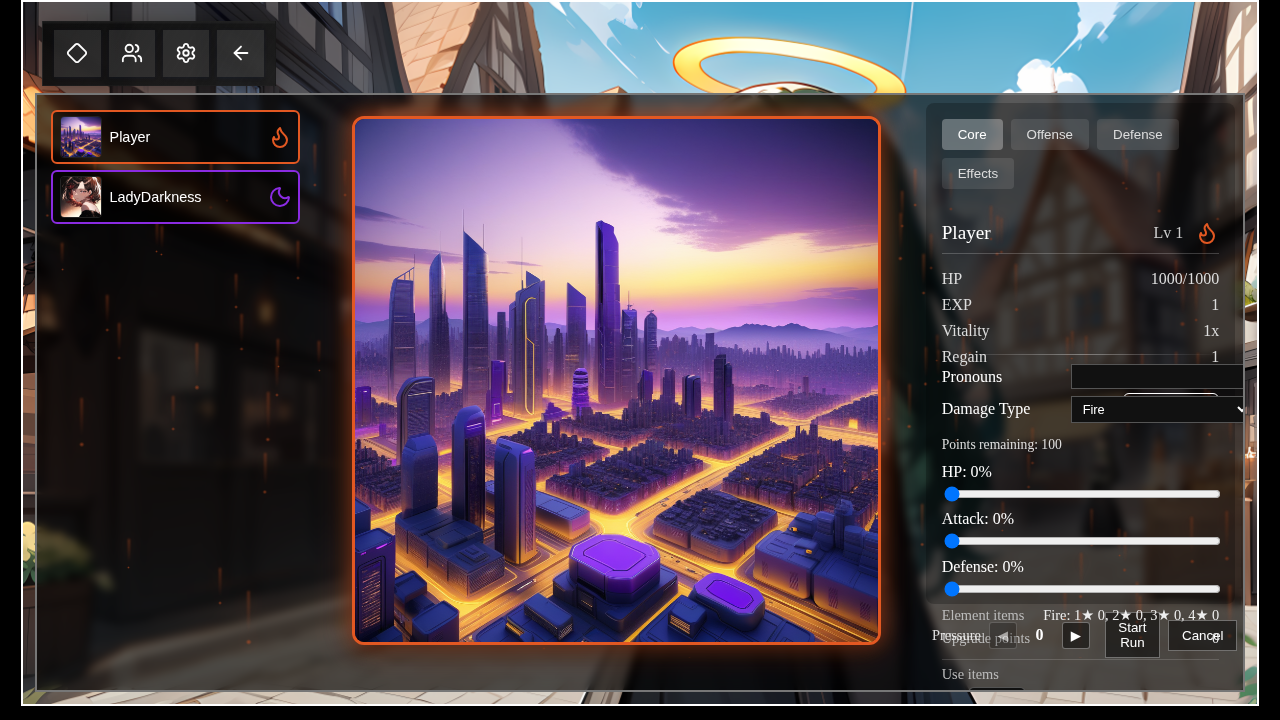 Player
LadyDarkness
Core
Offense
Defense
Effects
Player Lv 1
HP 1000/1000
EXP 1
Vitality 1x
Regain 1
Pronouns
Damage Type Fire
Points remaining: 100
HP: 0%
Attack: 0%
Defense: 0%
Element items Fire: 1★ 0, 2★ 0, 3★ 0, 4★ 0
Pressure ◀ 0 ▶ Start Run Cancel
Upgrade points 0
Use items